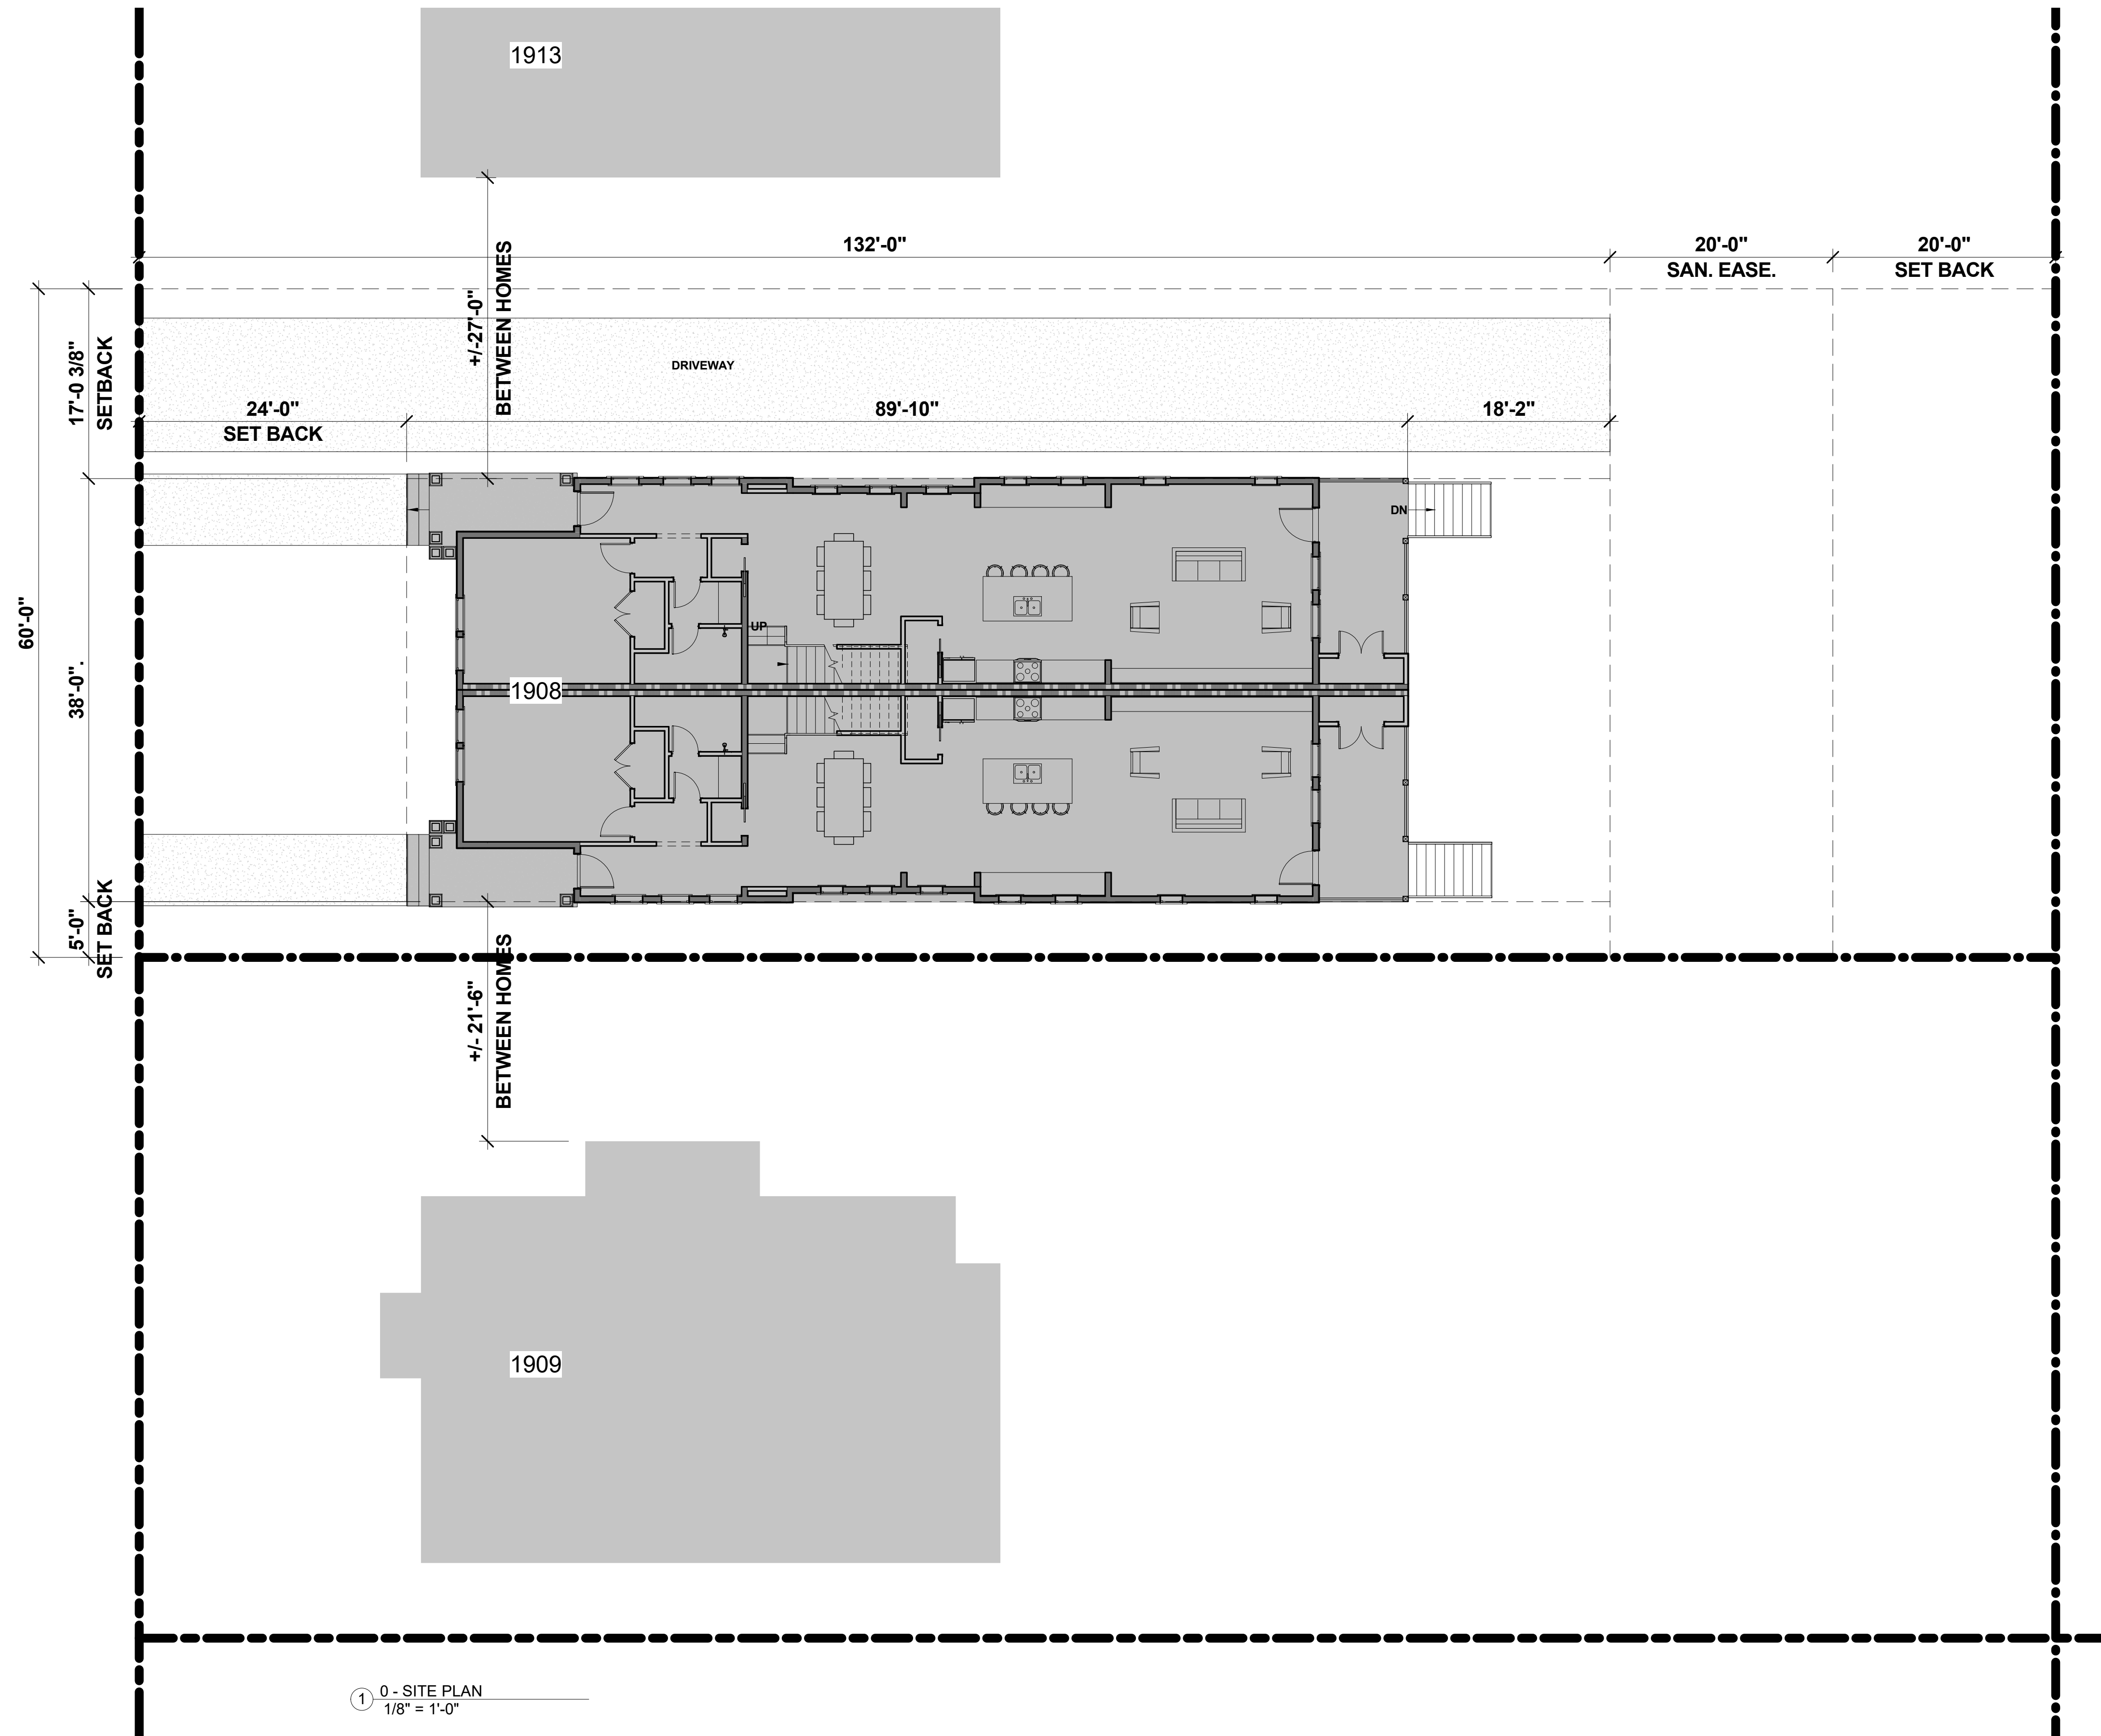 1913
132'-0"
20'-0"
SAN. EASE.
20'-0"
SET BACK
+/-27'-0"
BETWEEN HOMES
17'-0 3/8"
SETBACK
DRIVEWAY
24'-0"
SET BACK
89'-10"
18'-2"
DN
UP
60'-0"
38'-0".
1908
5'-0"
SET BACK
+/- 21'-6"
BETWEEN HOMES
1909
1
0 - SITE PLAN
1/8" = 1'-0"